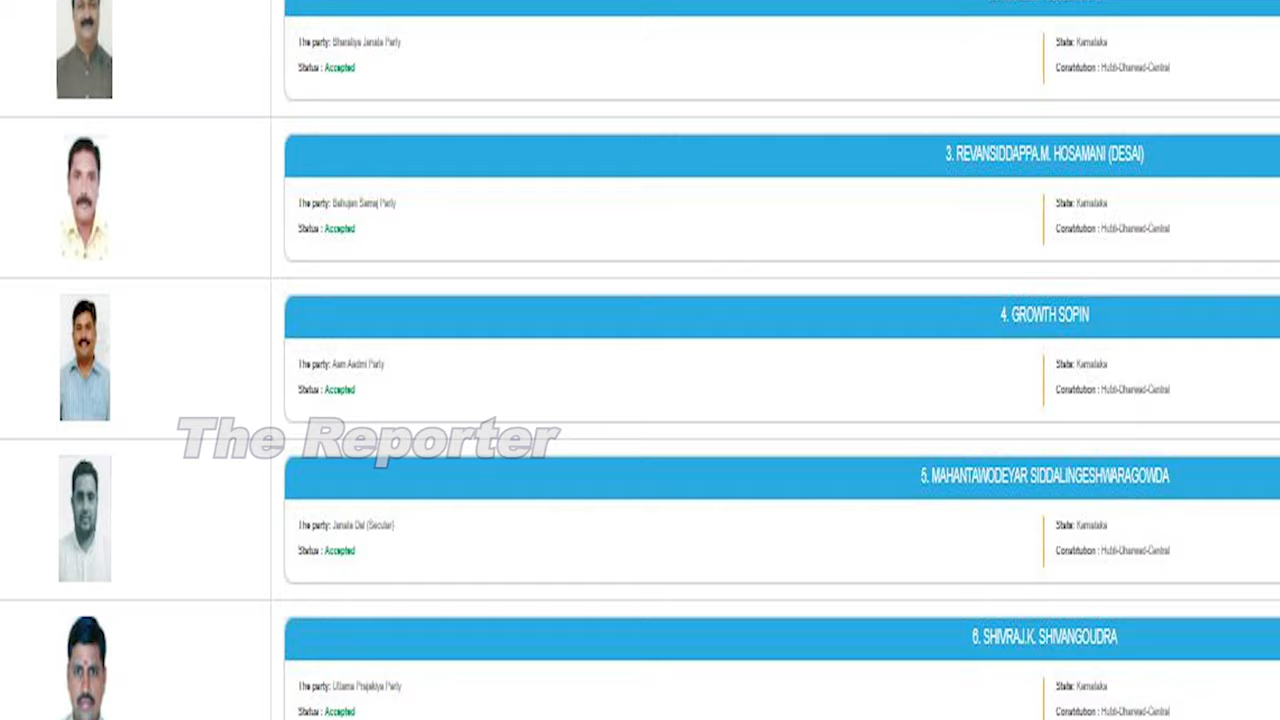 The party: Bharatiya Janata Party
State: Karnataka
Status : Accepted
Constitution : Hubli-Dharwad-Central
3. REVANSIDDAPPA.M. HOSAMANI (DESAI)
The party: Bahujan Samaj Party
State: Karnataka
Status : Accepted
Constitution : Hubli-Dharwad-Central
4. GROWTH SOPIN
The party: Aam Aadmi Party
State: Karnataka
Status : Accepted
Constitution : Hubli-Dharwad-Central
The Reporter
5. MAHANTAWODEYAR SIDDALINGESHWARAGOWDA
The party: Janata Dal (Secular)
State: Karnataka
Status : Accepted
Constitution : Hubli-Dharwad-Central
6. SHIVRAJ.K. SHIVANGOUDRA
The party: Uttama Prajakiya Party
State: Karnataka
Status : Accepted
Constitution : Hubli-Dharwad-Central